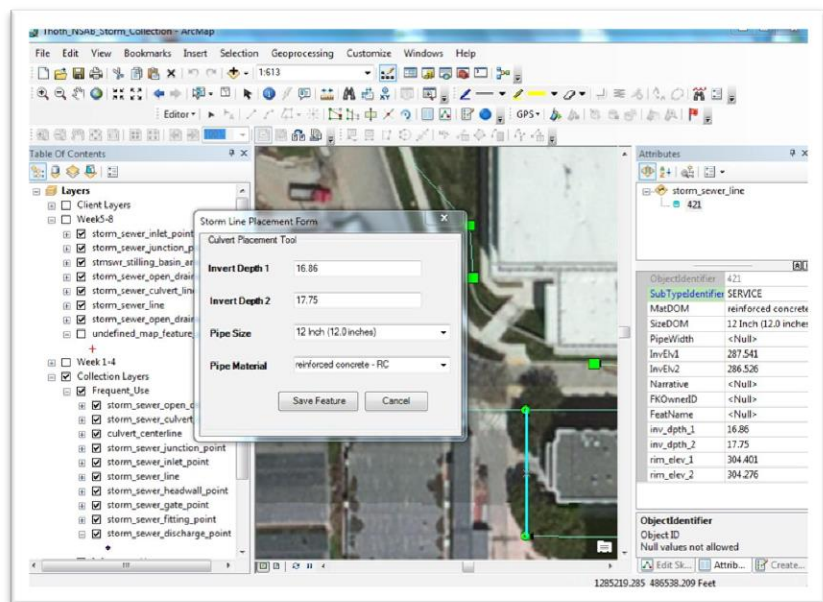 Thoth_NSAB_Storm_Collection - ArcMap
File Edit View Bookmarks Insert Selection Geoprocessing Customize Windows Help
1:613
Editor
GPS
Table Of Contents
Layers
Client Layers
Week5-8
storm_sewer_inlet_point
storm_sewer_junction_p
stmswr_stilling_basin_ar
storm_sewer_open_drain
storm_sewer_culvert_line
storm_sewer_line
storm_sewer_open_drain
undefined_map_feature_
Week 1-4
Collection Layers
Frequent_Use
storm_sewer_open_d
storm_sewer_culvert_
culvert_centerline
storm_sewer_junction_point
storm_sewer_inlet_point
storm_sewer_line
storm_sewer_headwall_point
storm_sewer_gate_point
storm_sewer_fitting_point
storm_sewer_discharge_point
Storm Line Placement Form
Culvert Placement Tool
Invert Depth 1 16.86
Invert Depth 2 17.75
Pipe Size 12 Inch (12.0 inches)
Pipe Material reinforced concrete - RC
Save Feature Cancel
Attributes
storm_sewer_line
421
ObjectIdentifier 421
SubTypeIdentifier SERVICE
MatDOM reinforced concrete
SizeDOM 12 Inch (12.0 inches
PipeWidth <Null>
InvElv1 287.541
InvElv2 286.526
Narrative <Null>
FKOwnerID <Null>
FeatName <Null>
inv_dpth_1 16.86
inv_dpth_2 17.75
rim_elev_1 304.401
rim_elev_2 304.276
ObjectIdentifier
Object ID
Null values not allowed
Edit Sk... Attrib... Create...
1285219.285 486538.209 Feet